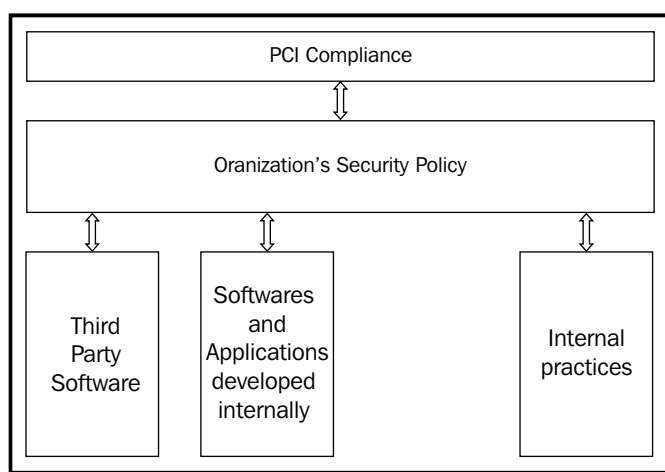 PCI Compliance
Oranization's Security Policy
Third
Party
Software
Softwares
and
Applications
developed
internally
Internal
practices